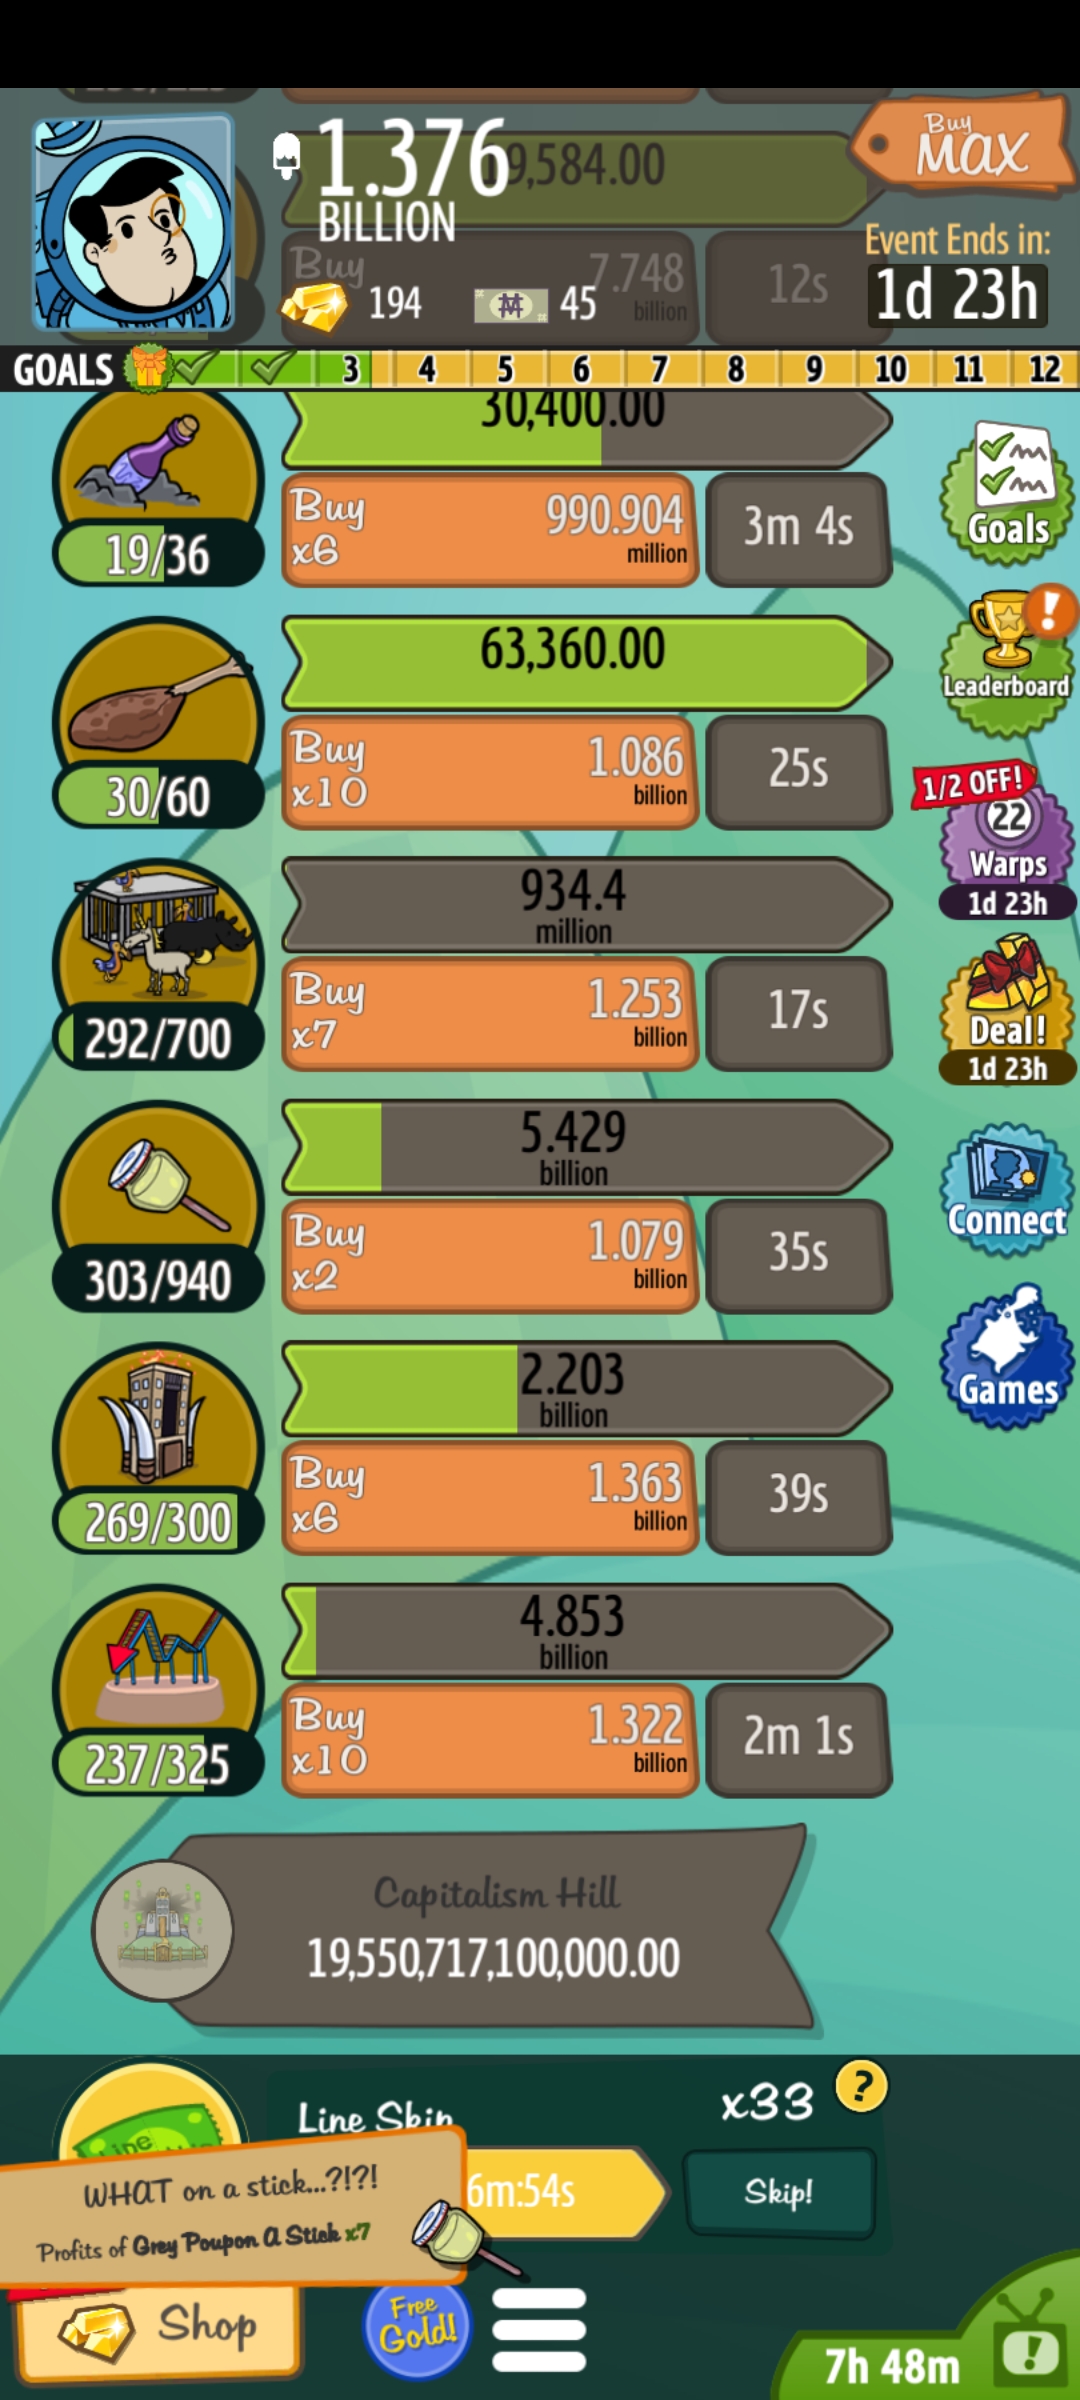 1.376
BILLION
9,584.00
Buy
MAX
Event Ends in:
1d 23h
Buy
7.748
billion
12s
194
45
GOALS
3
4
5
6
7
8
9
10
11
12
30,400.00
19/36
Buy
x6
990.904
million
3m 4s
Goals
63,360.00
30/60
Buy
x10
1.086
billion
25s
Leaderboard
1/2 OFF!
22
Warps
1d 23h
934.4
million
292/700
Buy
x7
1.253
billion
17s
Deal!
1d 23h
5.429
billion
303/940
Buy
x2
1.079
billion
35s
Connect
2.203
billion
269/300
Buy
x6
1.363
billion
39s
Games
4.853
billion
237/325
Buy
x10
1.322
billion
2m 1s
Capitalism Hill
19,550,717,100,000.00
Line Skip
x33
?
6m:54s
Skip!
WHAT on a stick...?!?!
Profits of Grey Poupon A Stick x7
Shop
Free
Gold!
7h 48m